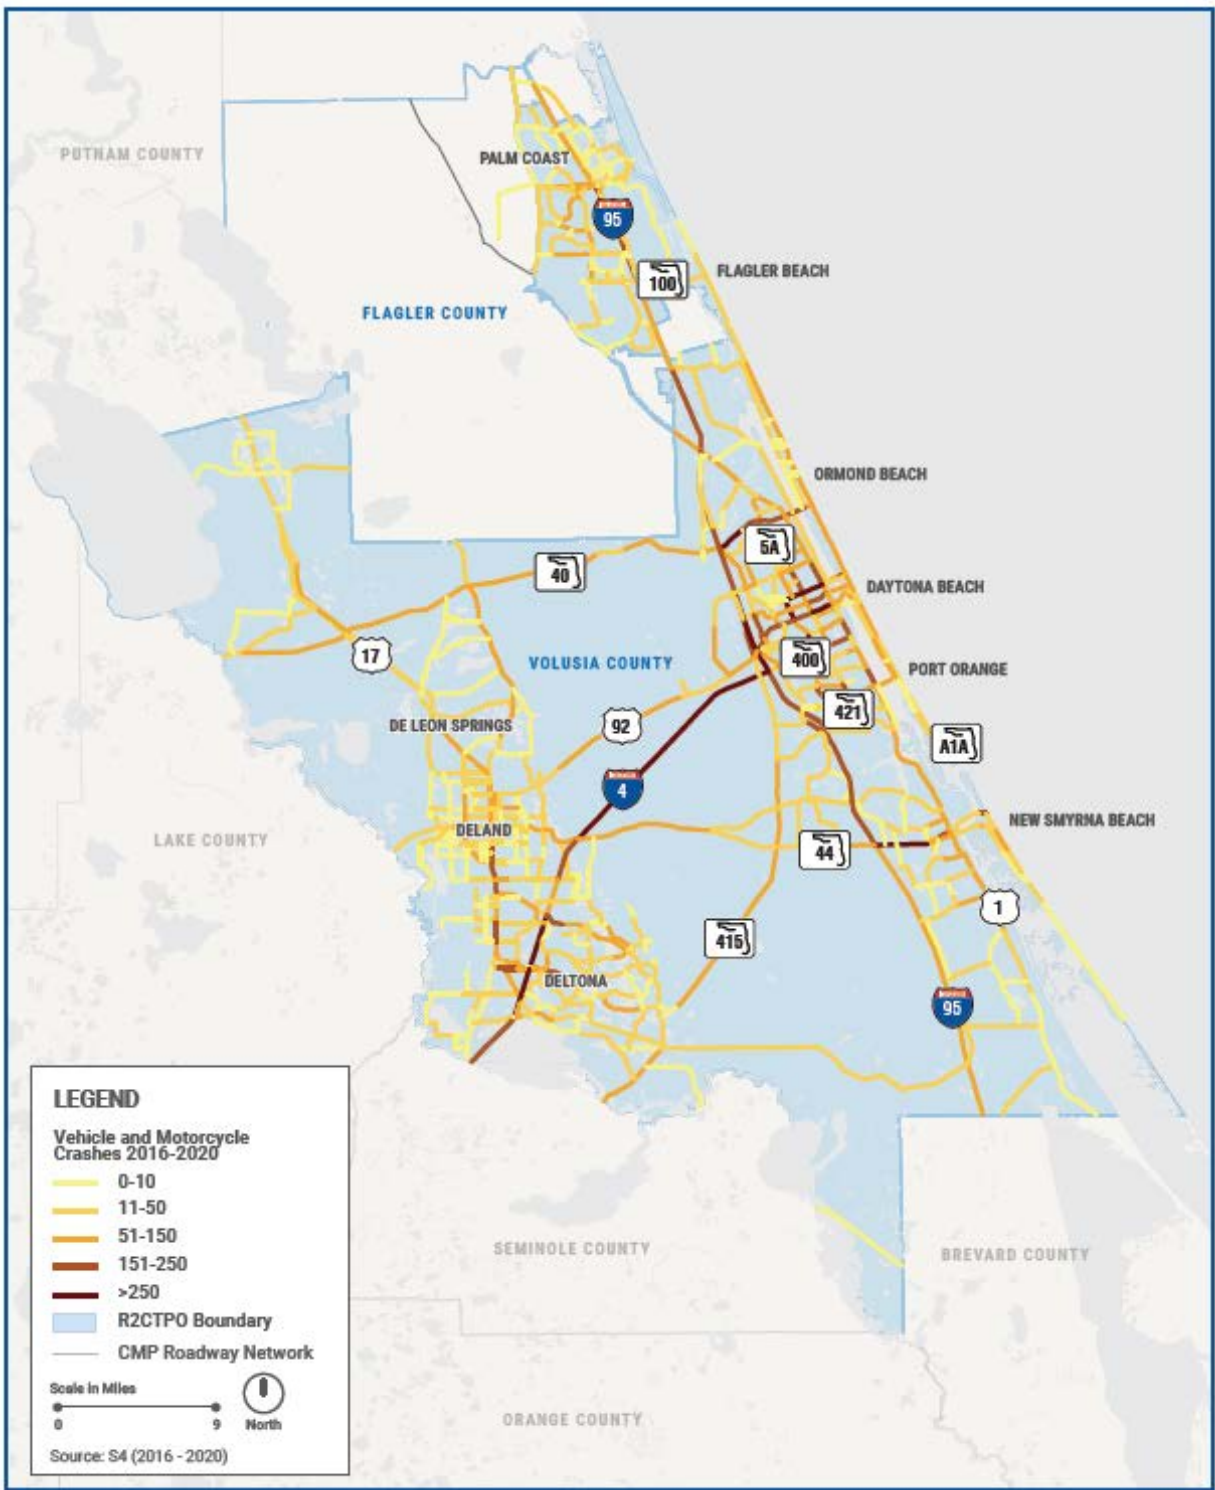 PUTNAM COUNTY
PALM COAST
95
100
FLAGLER BEACH
FLAGLER COUNTY
ORMOND BEACH
5A
40
DAYTONA BEACH
17
VOLUSIA COUNTY
400
PORT ORANGE
DE LEON SPRINGS
92
421
A1A
4
LAKE COUNTY
DELAND
44
NEW SMYRNA BEACH
1
415
DELTONA
95
LEGEND
Vehicle and Motorcycle
Crashes 2016-2020
0-10
11-50
51-150
151-250
>250
R2CTPO Boundary
CMP Roadway Network
Scale in Miles
0 9 North
Source: S4 (2016 - 2020)
SEMINOLE COUNTY
BREVARD COUNTY
ORANGE COUNTY